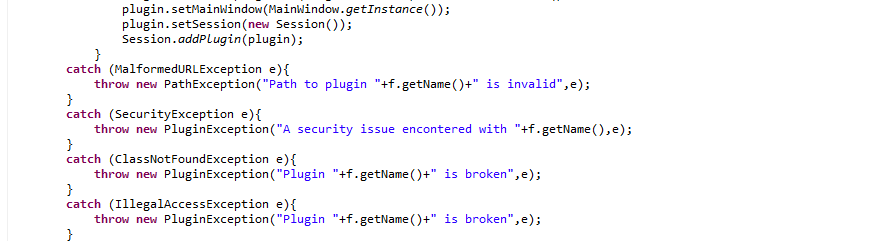 plugin.setMainWindow(MainWindow.getInstance());
plugin.setSession(new Session());
Session.addPlugin(plugin);
}
catch (MalformedURLException e){
throw new PathException("Path to plugin "+f.getName()+" is invalid",e);
}
catch (SecurityException e){
throw new PluginException("A security issue encontered with "+f.getName(),e);
}
catch (ClassNotFoundException e){
throw new PluginException("Plugin "+f.getName()+" is broken",e);
}
catch (IllegalAccessException e){
throw new PluginException("Plugin "+f.getName()+" is broken",e);
}